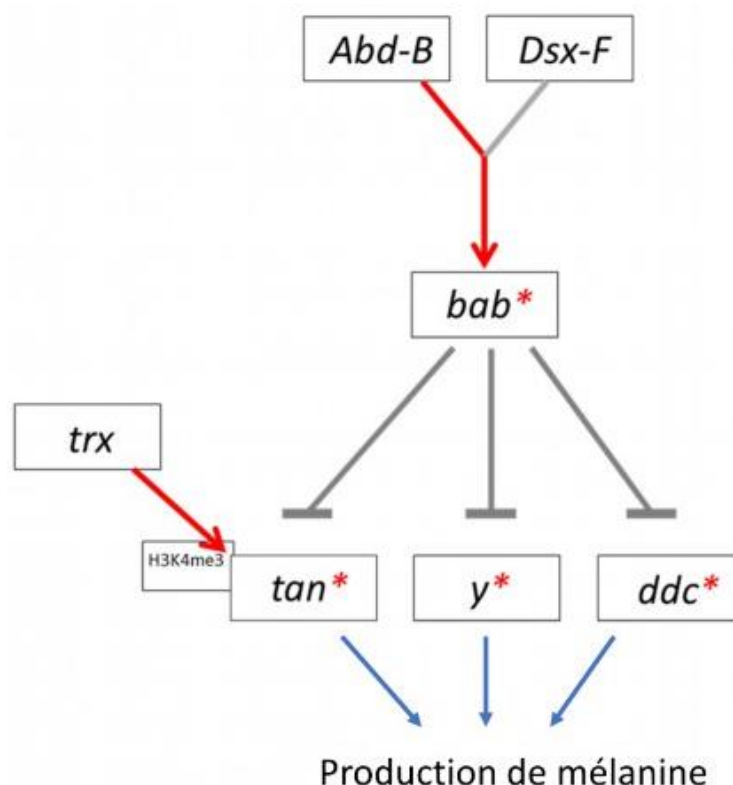 Abd-B Dsx-F
bab*
trx
H3K4me3
tan* y* ddc*
Production de mélanine